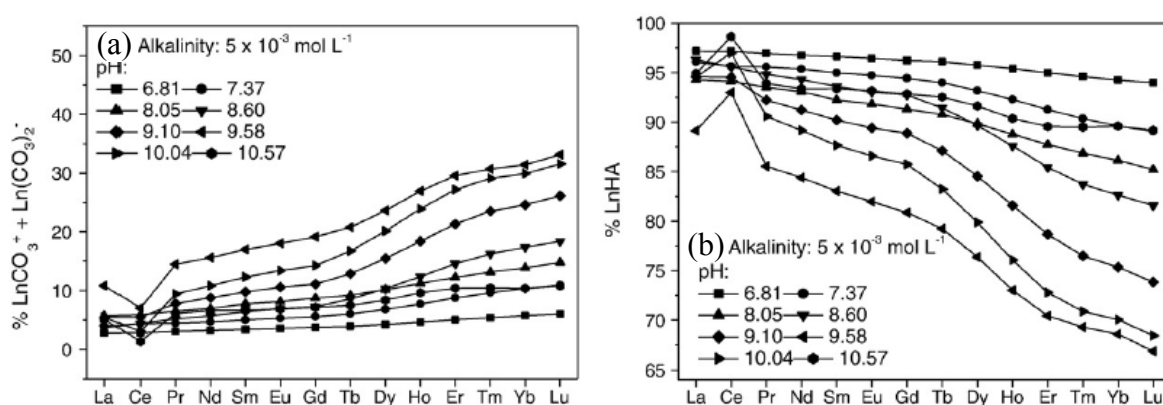 (a) Alkalinity: 5 x 10⁻³ mol L⁻¹
pH:
6.81 7.37
8.05 8.60
9.10 9.58
10.04 10.57
% LnCO₃⁺ + Ln(CO₃)₂⁻
50
40
30
20
10
0
La Ce Pr Nd Sm Eu Gd Tb Dy Ho Er Tm Yb Lu
% LnHA
100
95
90
85
80
75
70
65
(b) Alkalinity: 5 x 10⁻³ mol L⁻¹
pH:
6.81 7.37
8.05 8.60
9.10 9.58
10.04 10.57
La Ce Pr Nd Sm Eu Gd Tb Dy Ho Er Tm Yb Lu